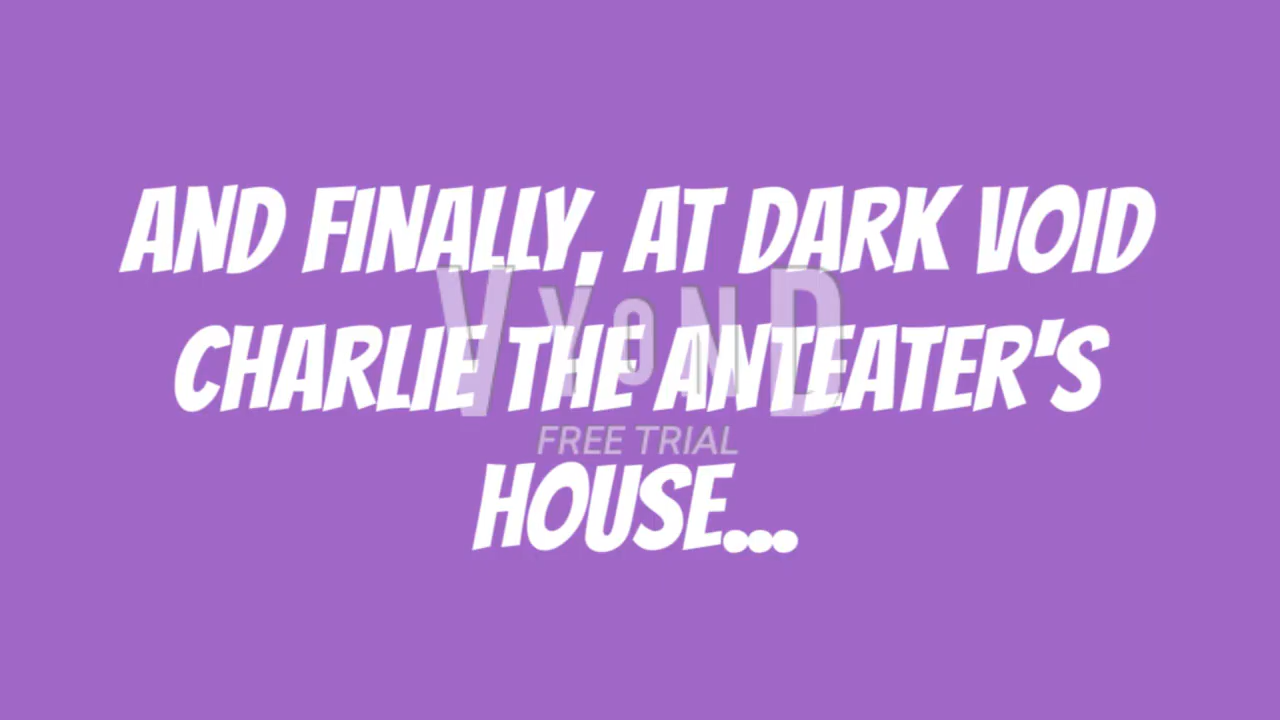 AND FINALLY, AT DARK VOID
CHARLIE THE ANTEATER'S
HOUSE...
VYOND
FREE TRIAL